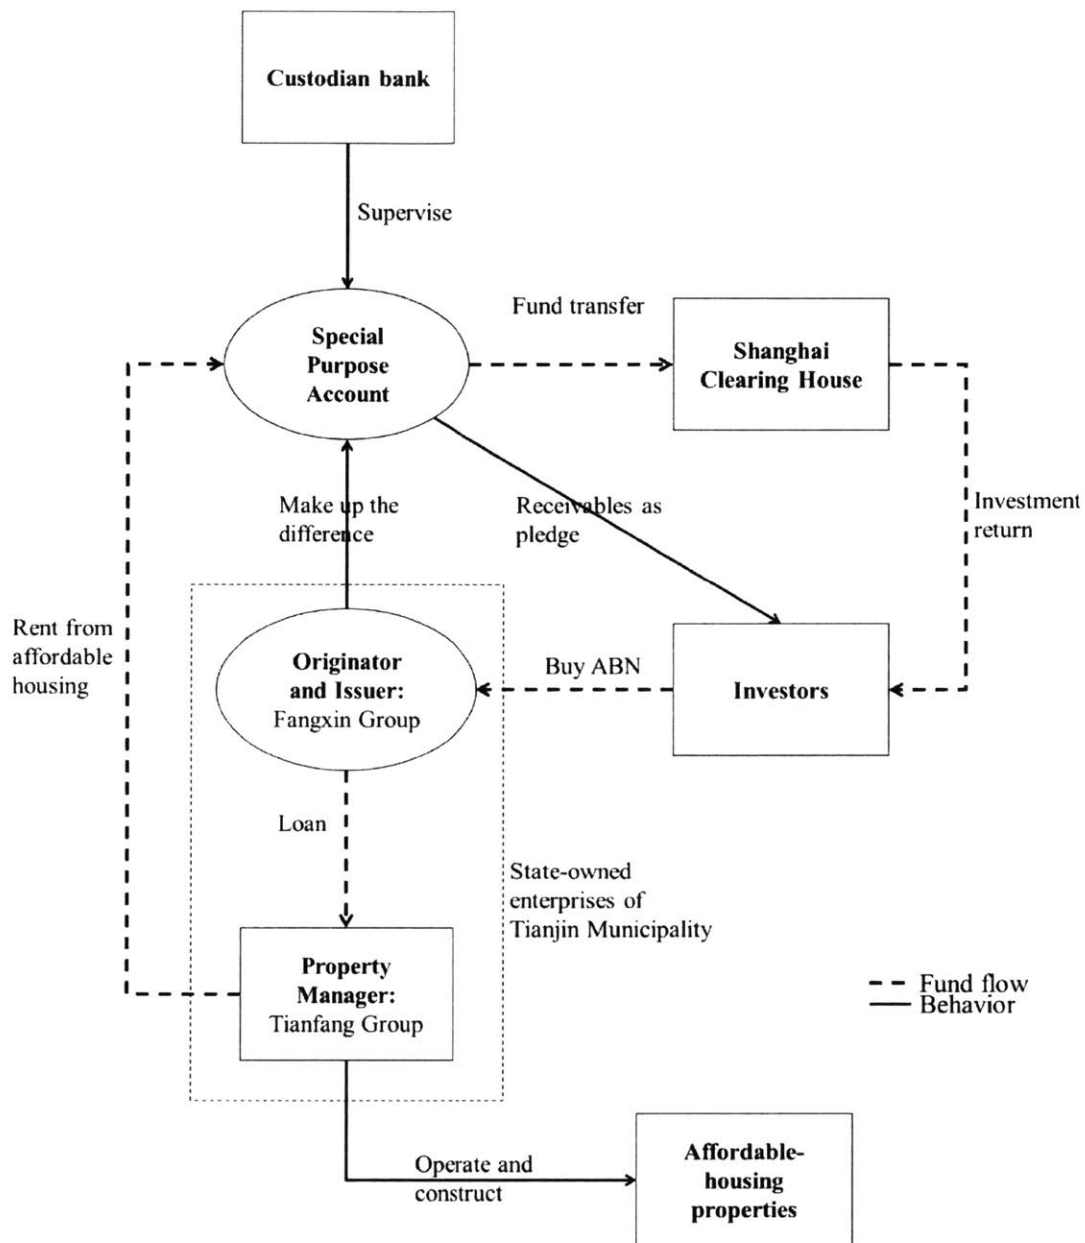 Custodian bank
Supervise
Fund transfer
Special
Purpose
Account
Shanghai
Clearing House
Make up the
difference
Receivables as
pledge
Investment
return
Rent from
affordable
housing
Originator
and Issuer:
Fangxin Group
Buy ABN
Investors
Loan
State-owned
enterprises of
Tianjin Municipality
Property
Manager:
Tianfang Group
Fund flow
Behavior
Operate and
construct
Affordable-
housing
properties